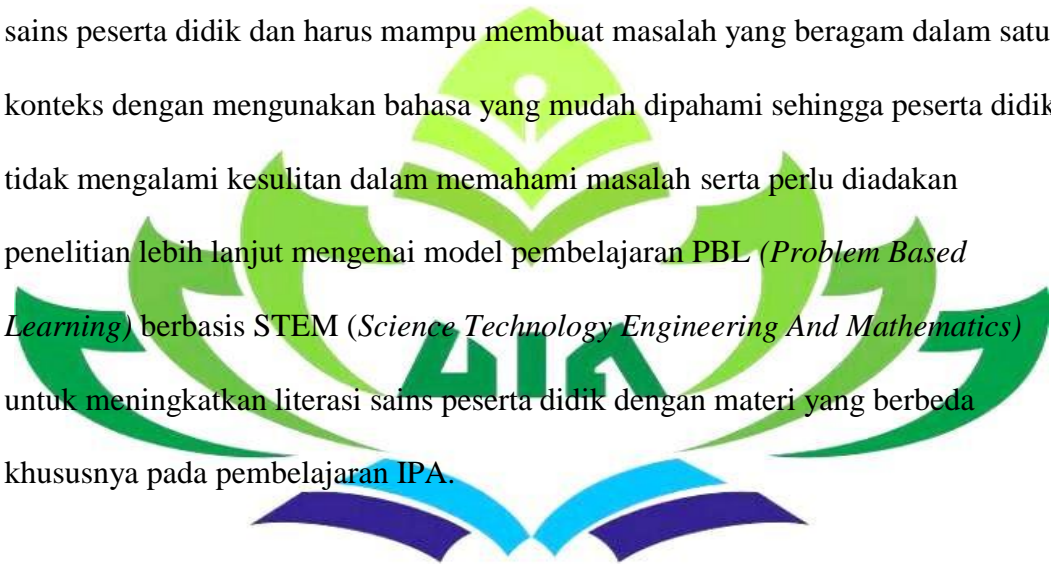 sains peserta didik dan harus mampu membuat masalah yang beragam dalam satu
konteks dengan mengunakan bahasa yang mudah dipahami sehingga peserta didik
tidak mengalami kesulitan dalam memahami masalah serta perlu diadakan
penelitian lebih lanjut mengenai model pembelajaran PBL (Problem Based
Learning) berbasis STEM (Science Technology Engineering And Mathematics)
untuk meningkatkan literasi sains peserta didik dengan materi yang berbeda
khususnya pada pembelajaran IPA.